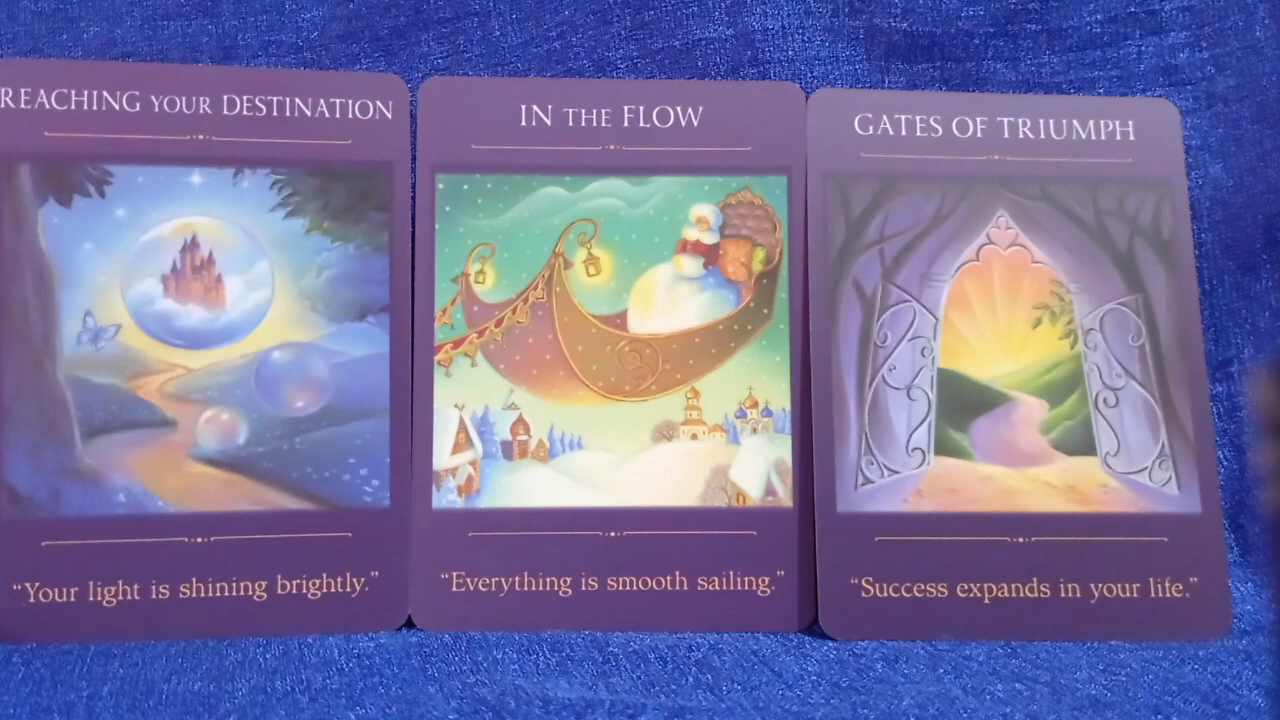 REACHING YOUR DESTINATION
IN THE FLOW
GATES OF TRIUMPH
“Your light is shining brightly.”
“Everything is smooth sailing.”
“Success expands in your life.”